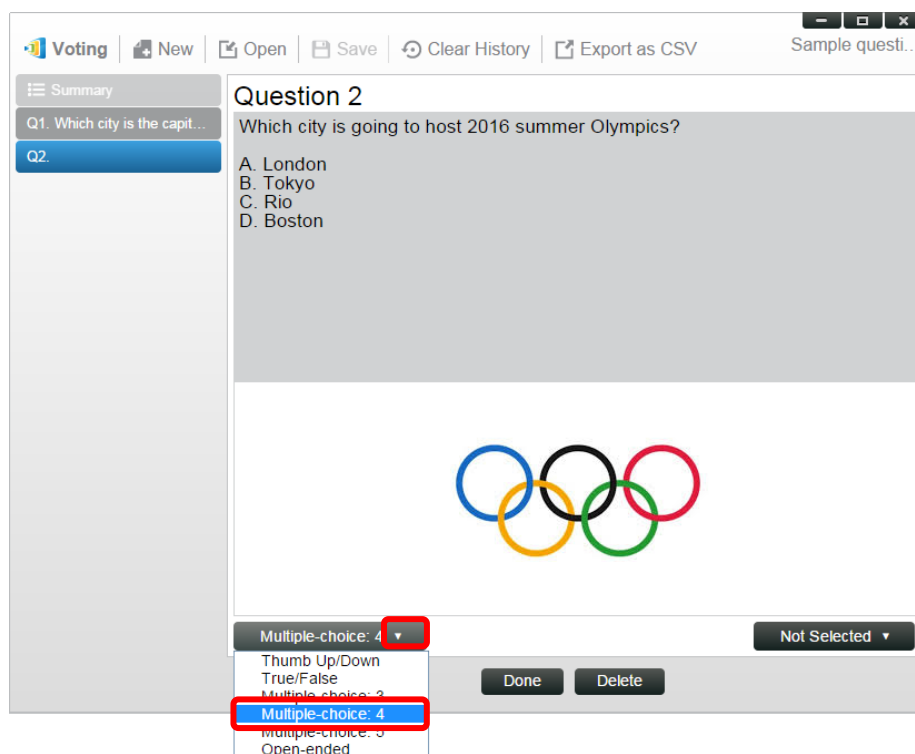 Voting New Open Save Clear History Export as CSV Sample questi..
Summary
Q1. Which city is the capit...
Q2.
Question 2
Which city is going to host 2016 summer Olympics?
A. London
B. Tokyo
C. Rio
D. Boston
Multiple-choice: 4
Not Selected
Thumb Up/Down
True/False
Multiple-choice: 3
Multiple-choice: 4
Multiple-choice: 5
Open-ended
Done Delete